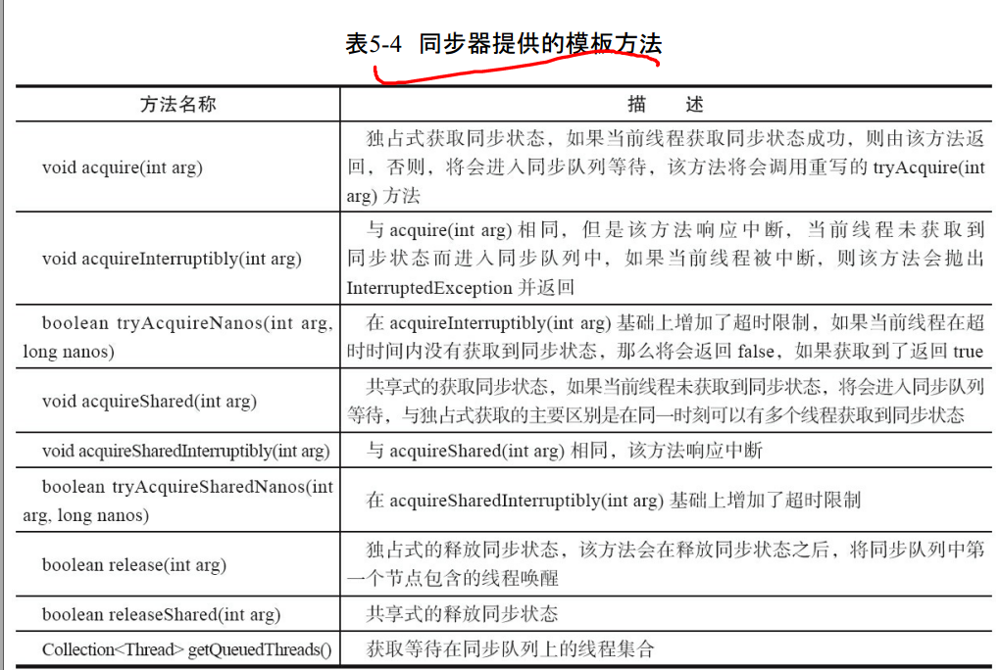 表5-4 同步器提供的模板方法
方法名称
描 述
void acquire(int arg)
独占式获取同步状态，如果当前线程获取同步状态成功，则由该方法返
回，否则，将会进入同步队列等待，该方法将会调用重写的 tryAcquire(int
arg) 方法
void acquireInterruptibly(int arg)
与 acquire(int arg) 相同，但是该方法响应中断，当前线程未获取到
同步状态而进入同步队列中，如果当前线程被中断，则该方法会抛出
InterruptedException 并返回
boolean tryAcquireNanos(int arg,
long nanos)
在 acquireInterruptibly(int arg) 基础上增加了超时限制，如果当前线程在超
时时间内没有获取到同步状态，那么将会返回 false，如果获取到了返回 true
void acquireShared(int arg)
共享式的获取同步状态，如果当前线程未获取到同步状态，将会进入同步队列
等待，与独占式获取的主要区别是在同一时刻可以有多个线程获取到同步状态
void acquireSharedInterruptibly(int arg)
与 acquireShared(int arg) 相同，该方法响应中断
boolean tryAcquireSharedNanos(int
arg, long nanos)
在 acquireSharedInterruptibly(int arg) 基础上增加了超时限制
boolean release(int arg)
独占式的释放同步状态，该方法会在释放同步状态之后，将同步队列中第
一个节点包含的线程唤醒
boolean releaseShared(int arg)
共享式的释放同步状态
Collection<Thread> getQueuedThreads()
获取等待在同步队列上的线程集合